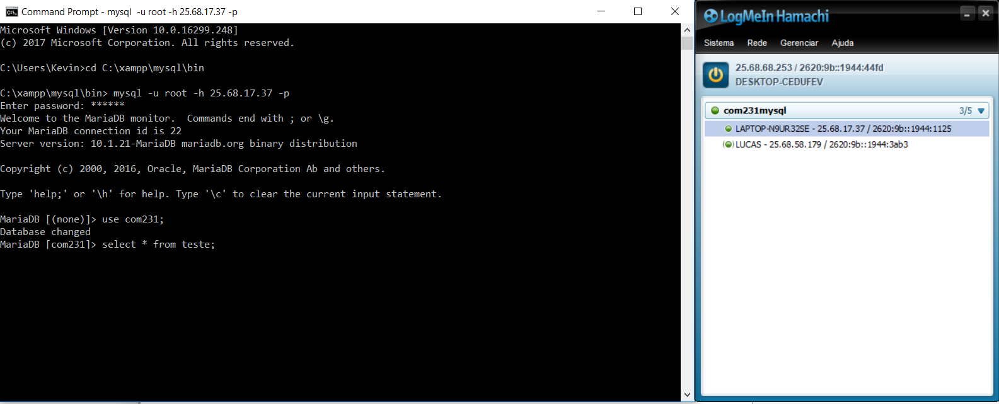 Command Prompt - mysql  -u root -h 25.68.17.37 -p
Microsoft Windows [Version 10.0.16299.248]
(c) 2017 Microsoft Corporation. All rights reserved.
C:\Users\Kevin>cd C:\xampp\mysql\bin
C:\xampp\mysql\bin> mysql -u root -h 25.68.17.37 -p
Enter password: ******
Welcome to the MariaDB monitor.  Commands end with ; or \g.
Your MariaDB connection id is 22
Server version: 10.1.21-MariaDB mariadb.org binary distribution
Copyright (c) 2000, 2016, Oracle, MariaDB Corporation Ab and others.
Type 'help;' or '\h' for help. Type '\c' to clear the current input statement.
MariaDB [(none)]> use com231;
Database changed
MariaDB [com231]> select * from teste;
LogMeIn Hamachi
Sistema Rede Gerenciar Ajuda
25.68.68.253 / 2620:9b::1944:44fd
DESKTOP-CEDUFEV
com231mysql 3/5
LAPTOP-N9UR32SE - 25.68.17.37 / 2620:9b::1944:1125
LUCAS - 25.68.58.179 / 2620:9b::1944:3ab3